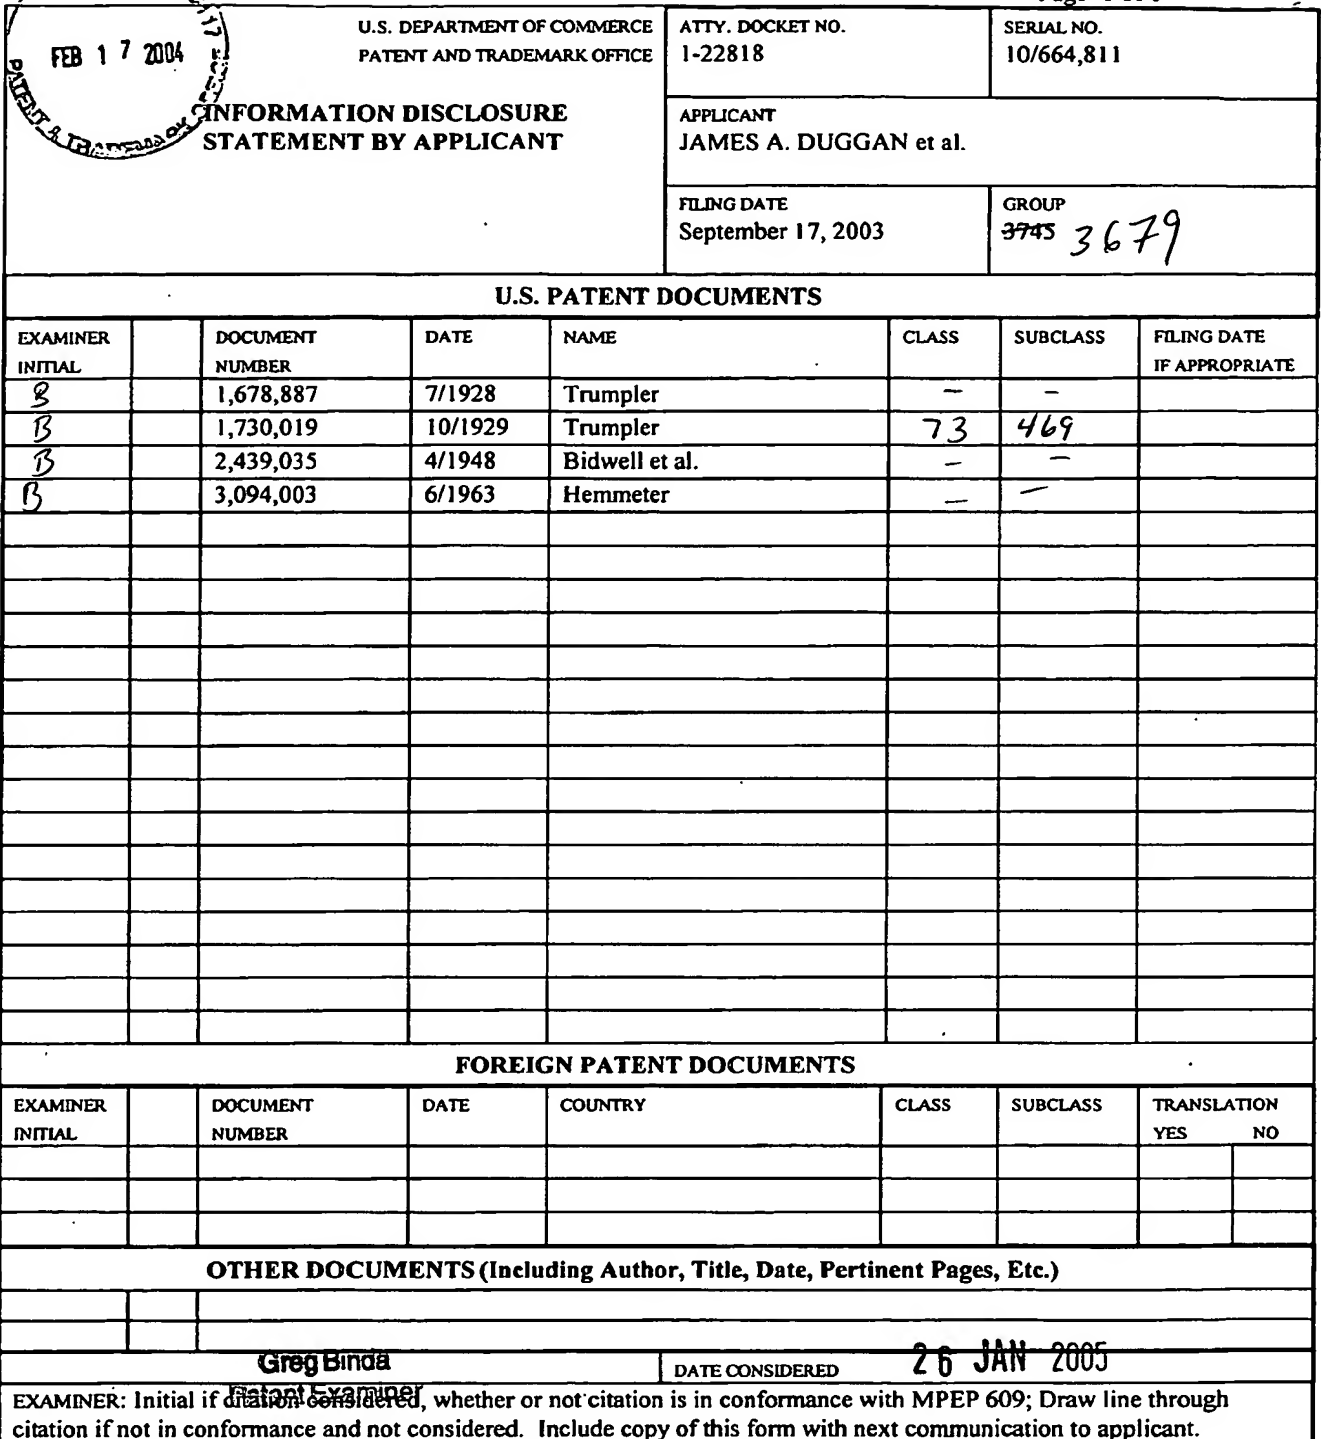 FEB 17 2004
PATENT & TRADEMARK OFFICE
U.S. DEPARTMENT OF COMMERCE
PATENT AND TRADEMARK OFFICE
INFORMATION DISCLOSURE
STATEMENT BY APPLICANT
ATTY. DOCKET NO.
1-22818
SERIAL NO.
10/664,811
APPLICANT
JAMES A. DUGGAN et al.
FILING DATE
September 17, 2003
GROUP
3745 3679
U.S. PATENT DOCUMENTS
EXAMINER INITIAL DOCUMENT NUMBER DATE NAME CLASS SUBCLASS FILING DATE IF APPROPRIATE
B 1,678,887 7/1928 Trumpler - -
B 1,730,019 10/1929 Trumpler 73 469
B 2,439,035 4/1948 Bidwell et al. - -
B 3,094,003 6/1963 Hemmeter - -
FOREIGN PATENT DOCUMENTS
EXAMINER INITIAL DOCUMENT NUMBER DATE COUNTRY CLASS SUBCLASS TRANSLATION YES NO
OTHER DOCUMENTS (Including Author, Title, Date, Pertinent Pages, Etc.)
Greg Binda
Patent Examiner
DATE CONSIDERED 26 JAN 2005
EXAMINER: Initial if citation considered, whether or not citation is in conformance with MPEP 609; Draw line through
citation if not in conformance and not considered. Include copy of this form with next communication to applicant.